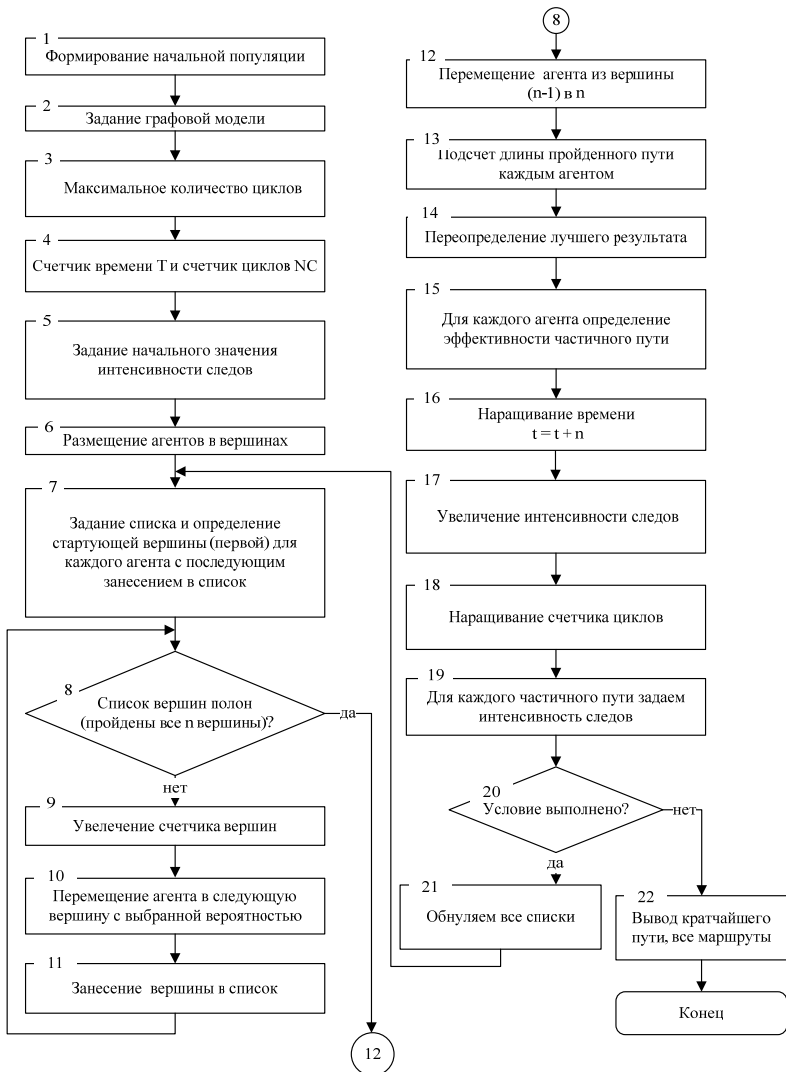 1
Формирование начальной популяции
2
Задание графовой модели
3
Максимальное количество циклов
4
Счетчик времени T и счетчик циклов NC
5
Задание начального значения
интенсивности следов
6
Размещение агентов в вершинах
7
Задание списка и определение
стартующей вершины (первой) для
каждого агента с последующим
занесением в список
8
Список вершин полон
(пройдены все n вершины)?
да
нет
9
Увелечение счетчика вершин
10
Перемещение агента в следующую
вершину с выбранной вероятностью
11
Занесение вершины в список
12
8
12
Перемещение агента из вершины
(n-1) в n
13
Подсчет длины пройденного пути
каждым агентом
14
Переопределение лучшего результата
15
Для каждого агента определение
эффективности частичного пути
16
Наращивание времени
t = t + n
17
Увеличение интенсивности следов
18
Наращивание счетчика циклов
19
Для каждого частичного пути задаем
интенсивность следов
20
Условие выполнено?
нет
да
21
Обнуляем все списки
22
Вывод кратчайшего
пути, все маршруты
Конец